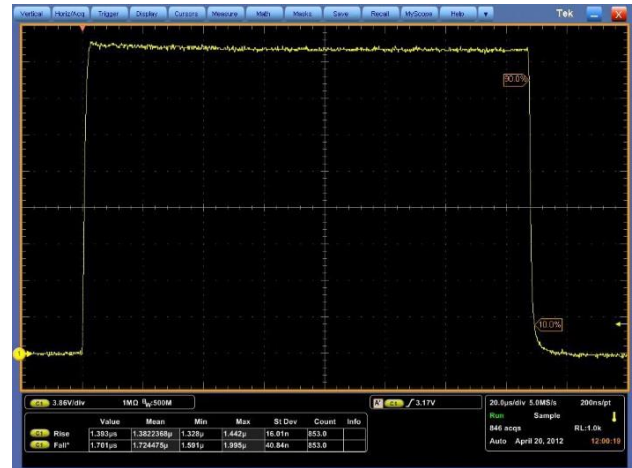 Vertical Horiz/Acq Trigger Display Cursors Measure Math Masks Save Recall MyScope Help Tek X
90.0%
10.0%
1
C1 3.86V/div 1MΩ BW:500M
A' C1 3.17V
20.0µs/div 5.0MS/s 200ns/pt
Run Sample
846 acqs RL:1.0k
Auto April 20, 2012 12:00:19
Value Mean Min Max St Dev Count Info
C1 Rise 1.393µs 1.3822368µ 1.328µ 1.442µ 16.01n 853.0
C1 Fall* 1.701µs 1.724475µ 1.591µ 1.995µ 40.84n 853.0